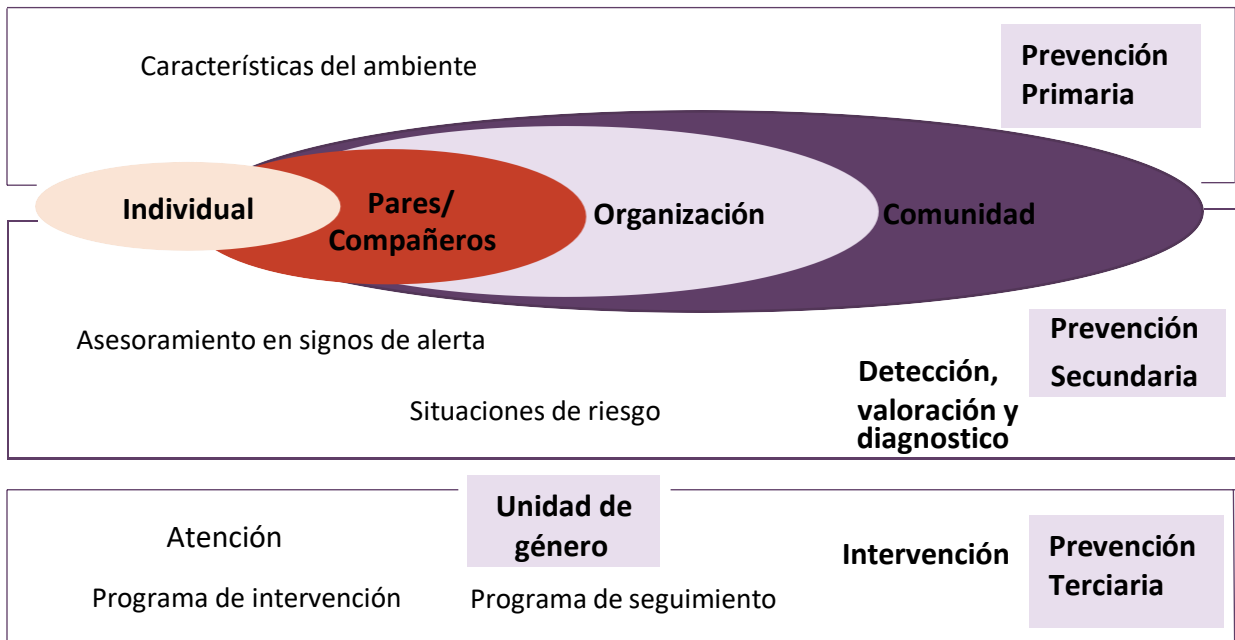 Características del ambiente
Prevención
Primaria
Individual
Pares/
Compañeros
Organización
Comunidad
Asesoramiento en signos de alerta
Situaciones de riesgo
Detección,
valoración y
diagnostico
Prevención
Secundaria
Atención
Unidad de
género
Programa de intervención
Programa de seguimiento
Intervención
Prevención
Terciaria